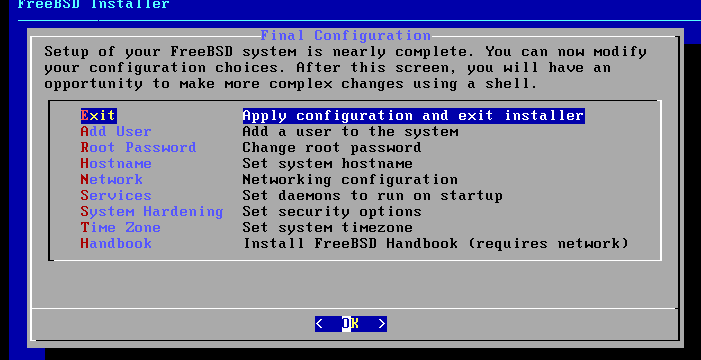 FreeBSD Installer
Final Configuration
Setup of your FreeBSD system is nearly complete. You can now modify
your configuration choices. After this screen, you will have an
opportunity to make more complex changes using a shell.
Exit Apply configuration and exit installer
Add User Add a user to the system
Root Password Change root password
Hostname Set system hostname
Network Networking configuration
Services Set daemons to run on startup
System Hardening Set security options
Time Zone Set system timezone
Handbook Install FreeBSD Handbook (requires network)
< OK >